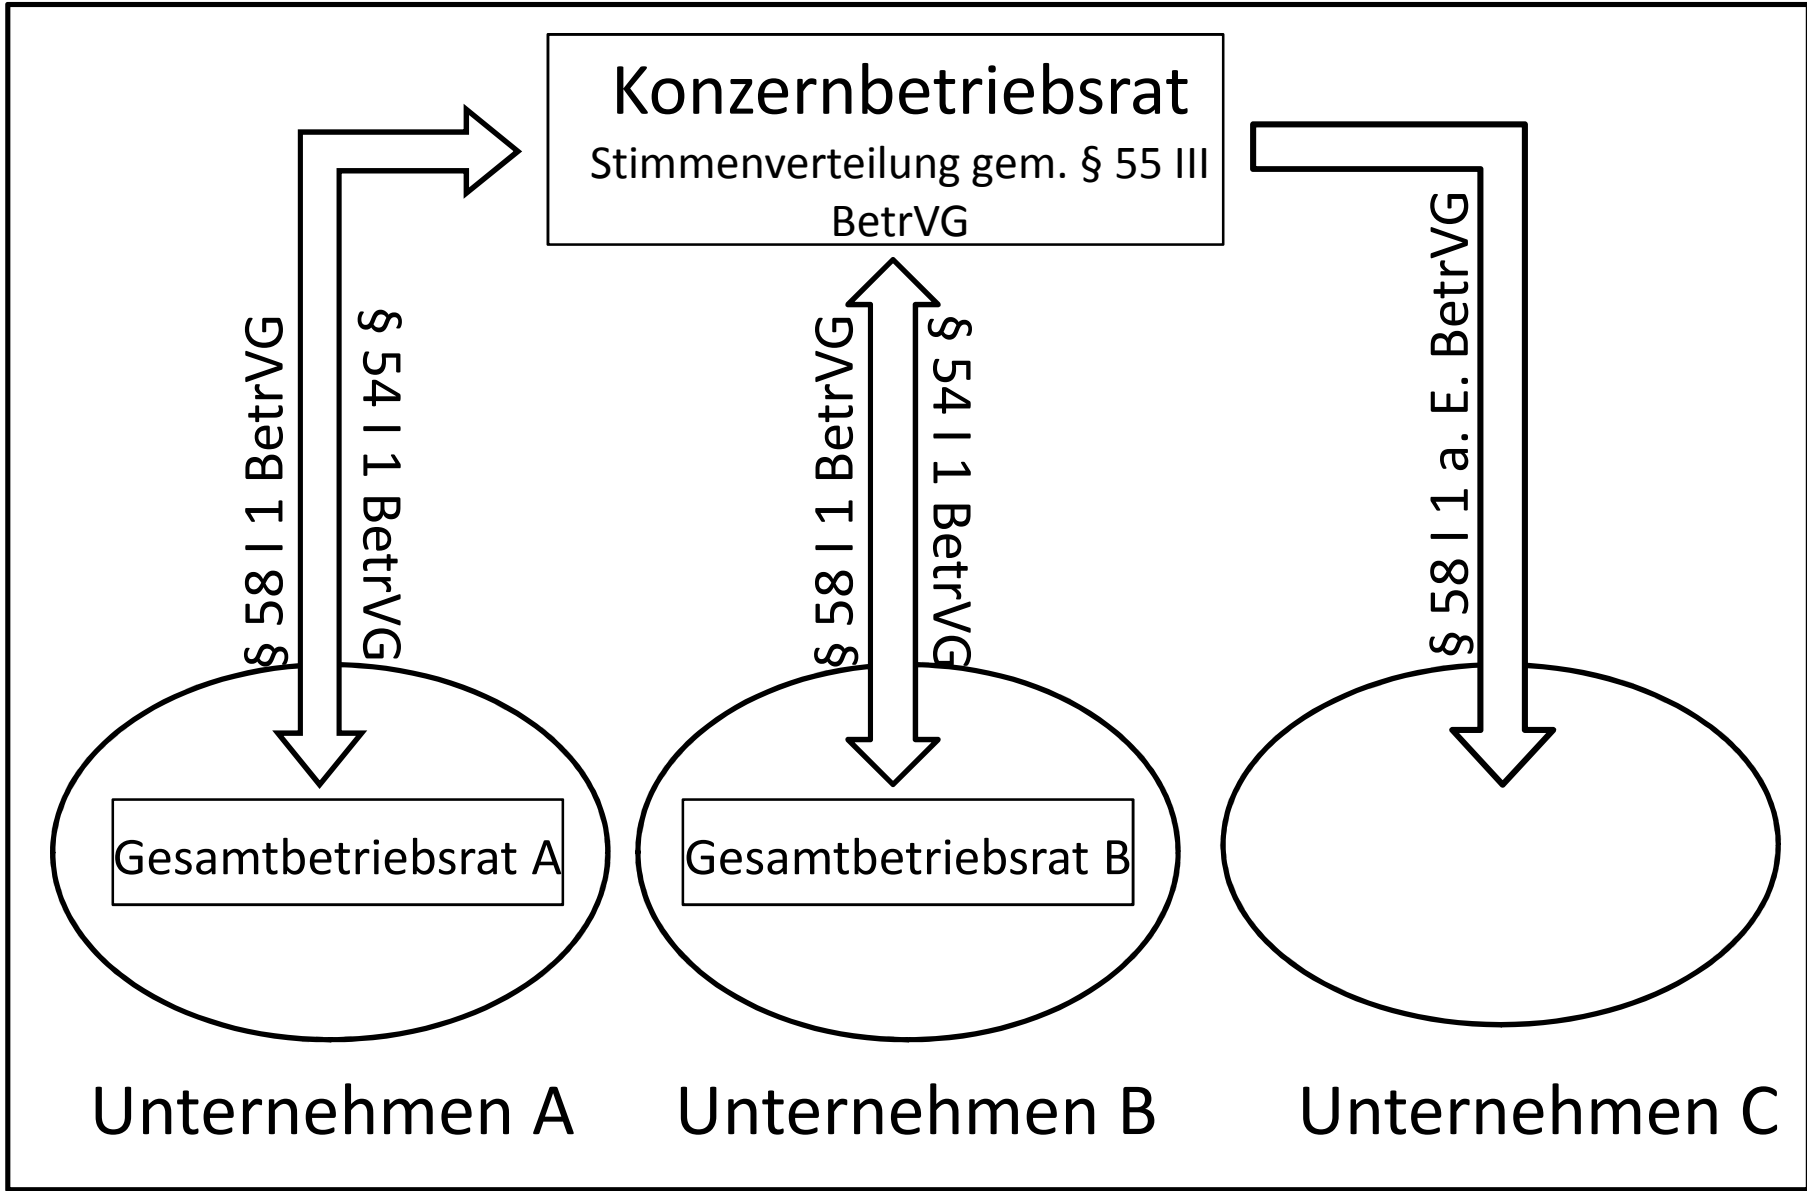 Konzernbetriebsrat
Stimmenverteilung gem. § 55 III
BetrVG
§ 58 I 1 BetrVG
§ 54 I 1 BetrVG
§ 58 I 1 BetrVG
§ 54 I 1 BetrVG
§ 58 I 1 a. E. BetrVG
Gesamtbetriebsrat A
Gesamtbetriebsrat B
Unternehmen A
Unternehmen B
Unternehmen C